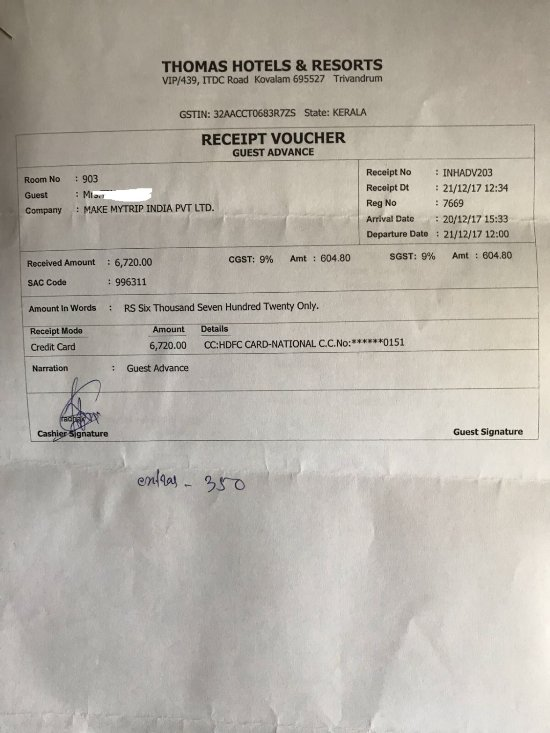 THOMAS HOTELS & RESORTS
VIP/439, ITDC Road Kovalam 695527 Trivandrum
GSTIN: 32AACCT0683R7ZS State: KERALA
RECEIPT VOUCHER
GUEST ADVANCE
Room No : 903
Guest :
Company : MAKE MYTRIP INDIA PVT LTD.
Receipt No : INHADV203
Receipt Dt : 21/12/17 12:34
Reg No : 7669
Arrival Date : 20/12/17 15:33
Departure Date : 21/12/17 12:00
Received Amount : 6,720.00 CGST: 9% Amt : 604.80 SGST: 9% Amt : 604.80
SAC Code : 996311
Amount In Words : RS Six Thousand Seven Hundred Twenty Only.
Receipt Mode Amount Details
Credit Card 6,720.00 CC:HDFC CARD-NATIONAL C.C.No:******0151
Narration : Guest Advance
Cashier Signature
Guest Signature
extras - 350